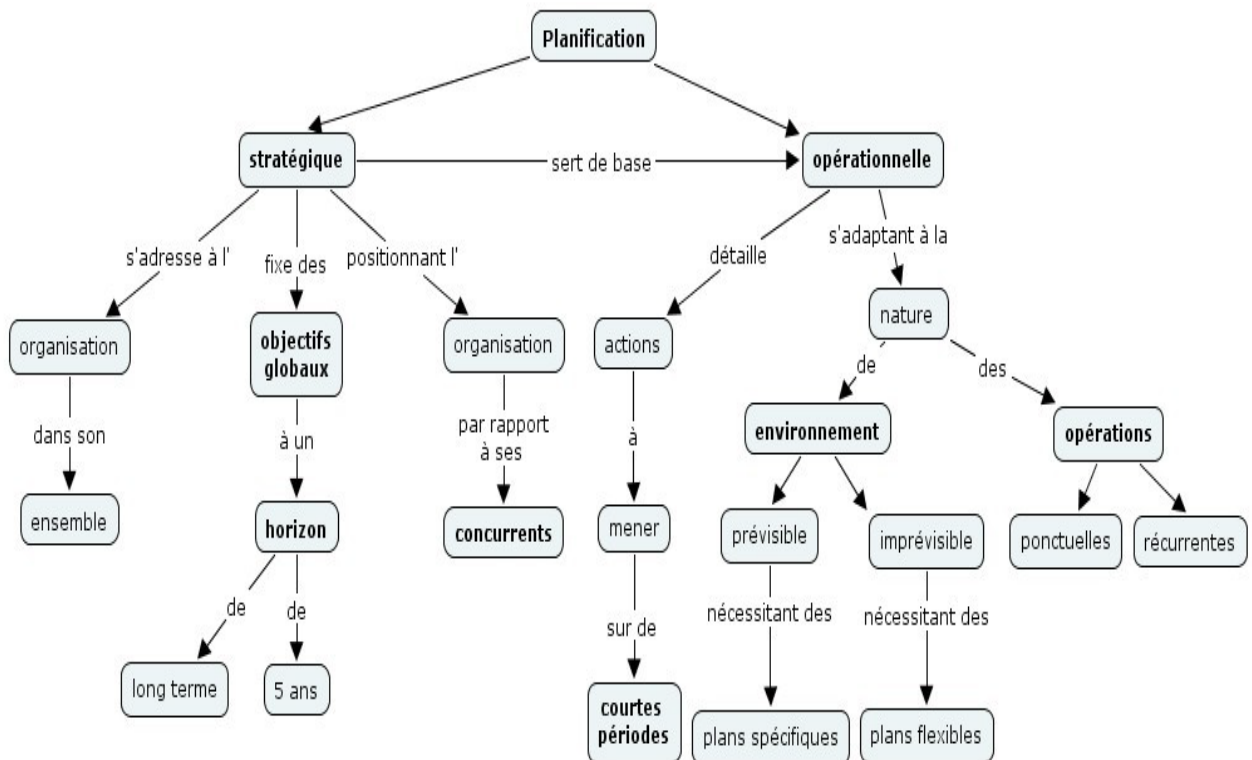 Planification
stratégique
sert de base
opérationnelle
s'adresse à l'
fixe des
positionnant l'
détaille
s'adaptant à la
organisation
objectifs
globaux
organisation
actions
nature
dans son
à un
par rapport
à ses
à
de
des
environnement
opérations
ensemble
horizon
concurrents
mener
prévisible
imprévisible
ponctuelles
récurrentes
de
de
sur de
nécessitant des
nécessitant des
long terme
5 ans
courtes
périodes
plans spécifiques
plans flexibles